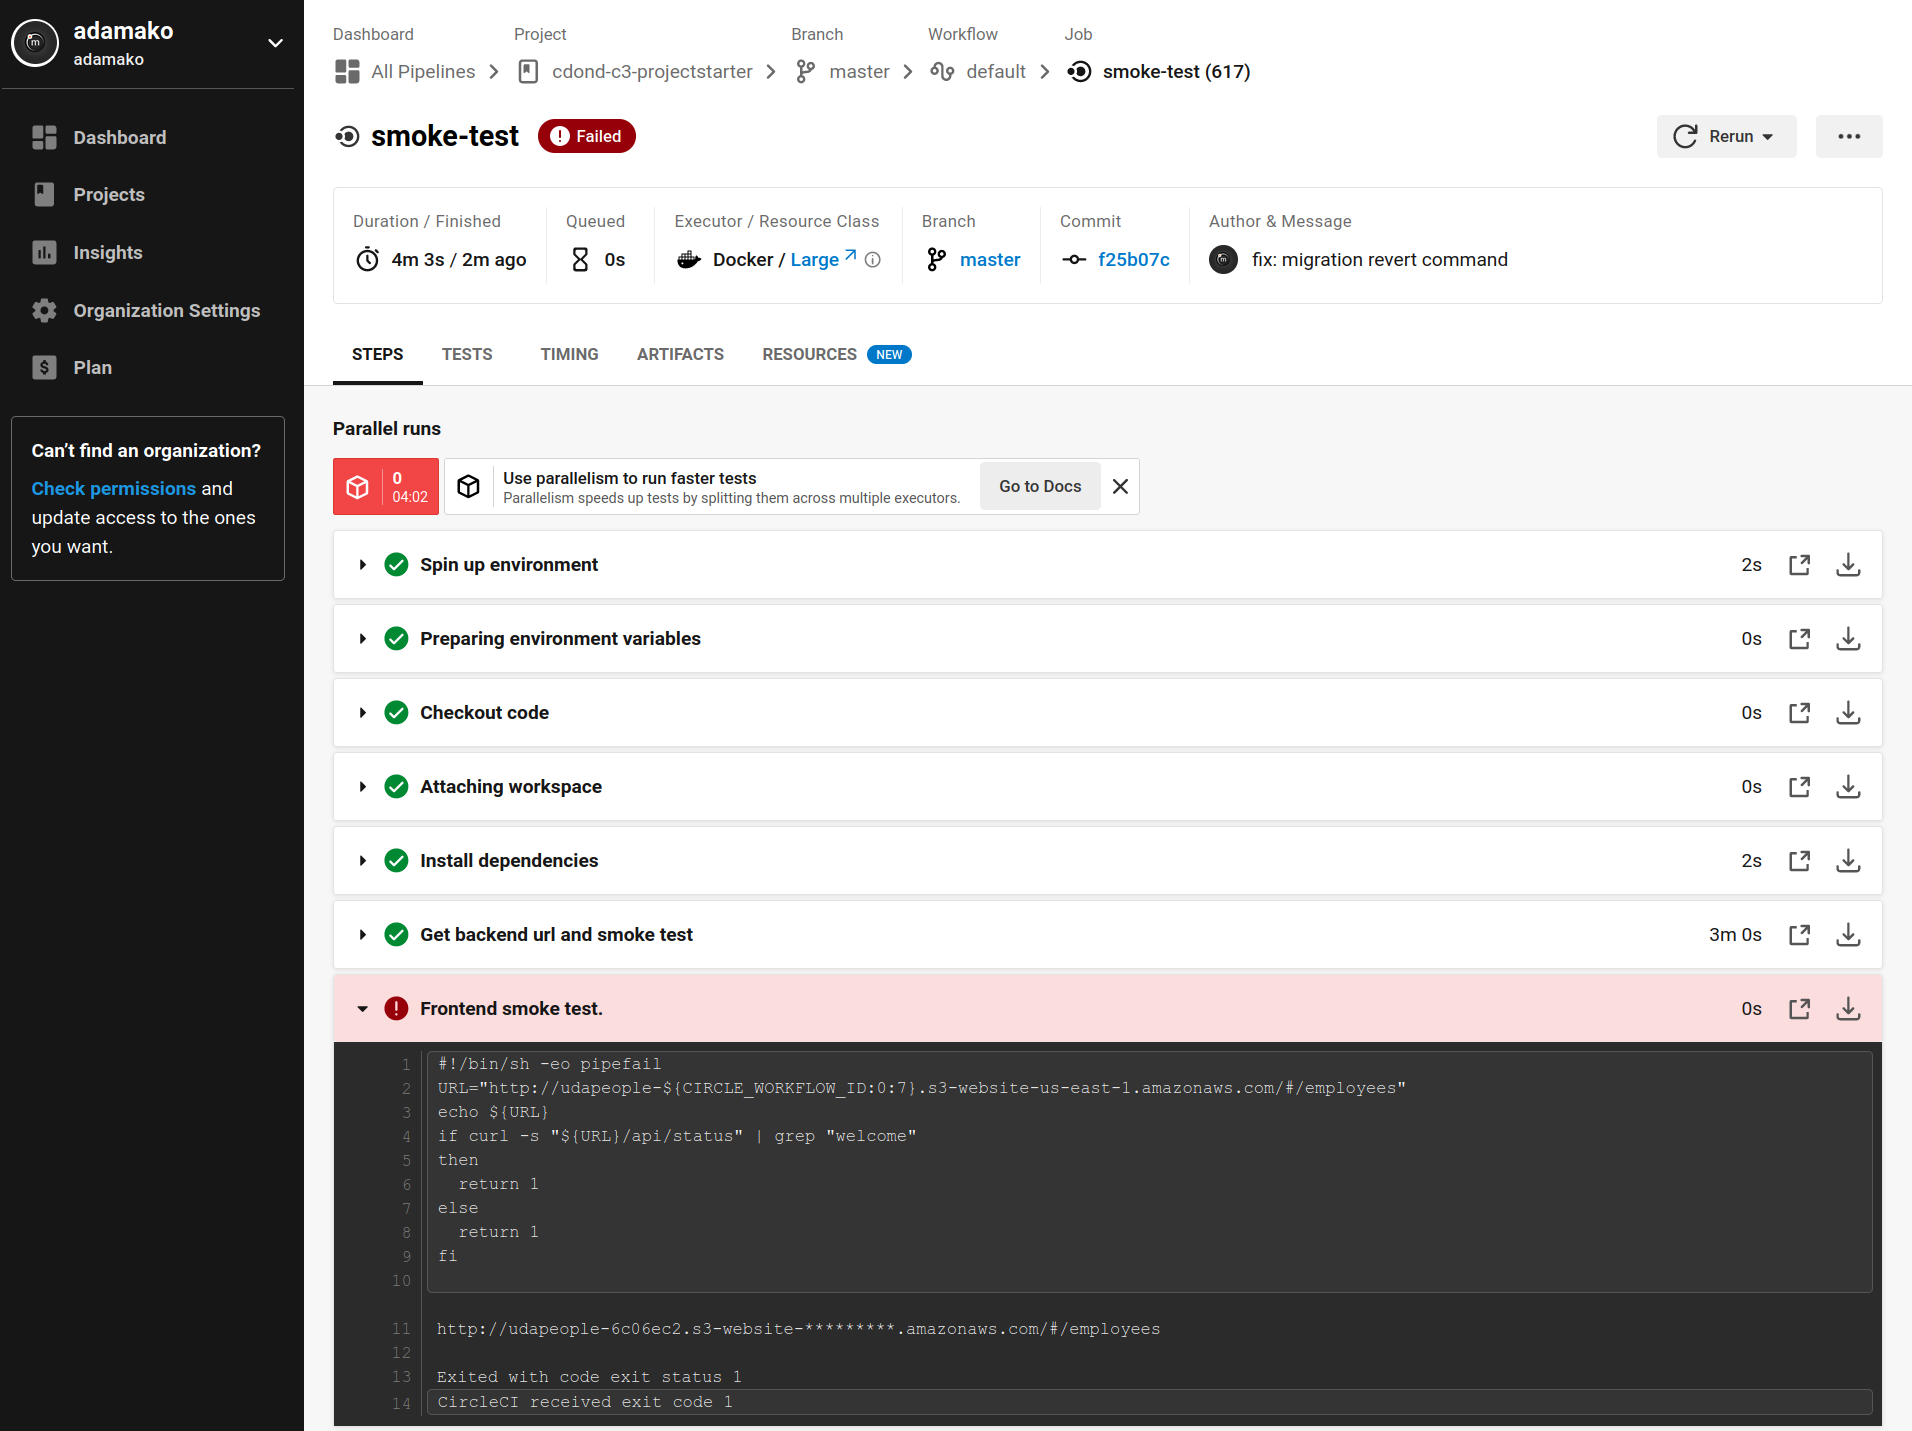 adamako
adamako
Dashboard
Projects
Insights
Organization Settings
Plan
Can't find an organization?
Check permissions and
update access to the ones
you want.
Dashboard Project Branch Workflow Job
All Pipelines cdond-c3-projectstarter master default smoke-test (617)
smoke-test Failed Rerun
Duration / Finished Queued Executor / Resource Class Branch Commit Author & Message
4m 3s / 2m ago 0s Docker / Large master f25b07c fix: migration revert command
STEPS TESTS TIMING ARTIFACTS RESOURCES NEW
Parallel runs
0
04:02
Use parallelism to run faster tests
Parallelism speeds up tests by splitting them across multiple executors.
Go to Docs
Spin up environment 2s
Preparing environment variables 0s
Checkout code 0s
Attaching workspace 0s
Install dependencies 2s
Get backend url and smoke test 3m 0s
Frontend smoke test. 0s
1 #!/bin/sh -eo pipefail
2 URL="http://udapeople-${CIRCLE_WORKFLOW_ID:0:7}.s3-website-us-east-1.amazonaws.com/#/employees"
3 echo ${URL}
4 if curl -s "${URL}/api/status" | grep "welcome"
5 then
6 return 1
7 else
8 return 1
9 fi
10
11 http://udapeople-6c06ec2.s3-website-*********.amazonaws.com/#/employees
12
13 Exited with code exit status 1
14 CircleCI received exit code 1